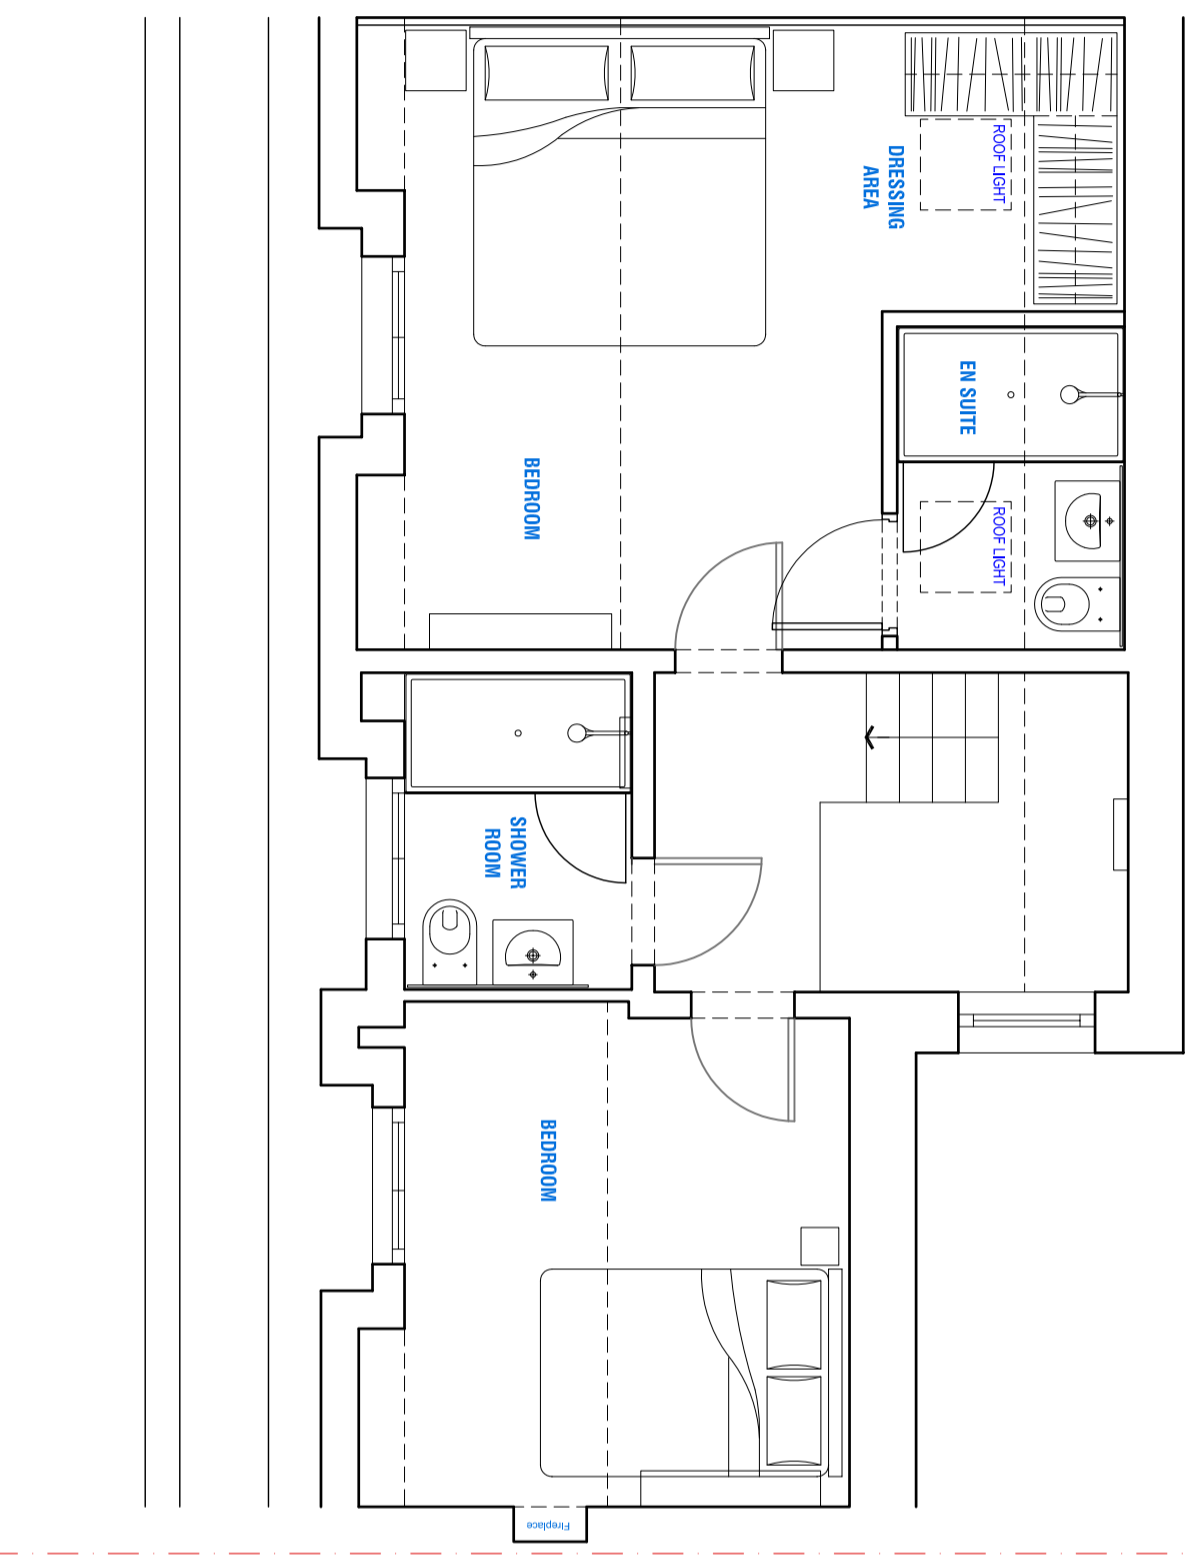 ROOF LIGHT
DRESSING
AREA
EN SUITE
BEDROOM
ROOF LIGHT
SHOWER
ROOM
BEDROOM
Fireplace